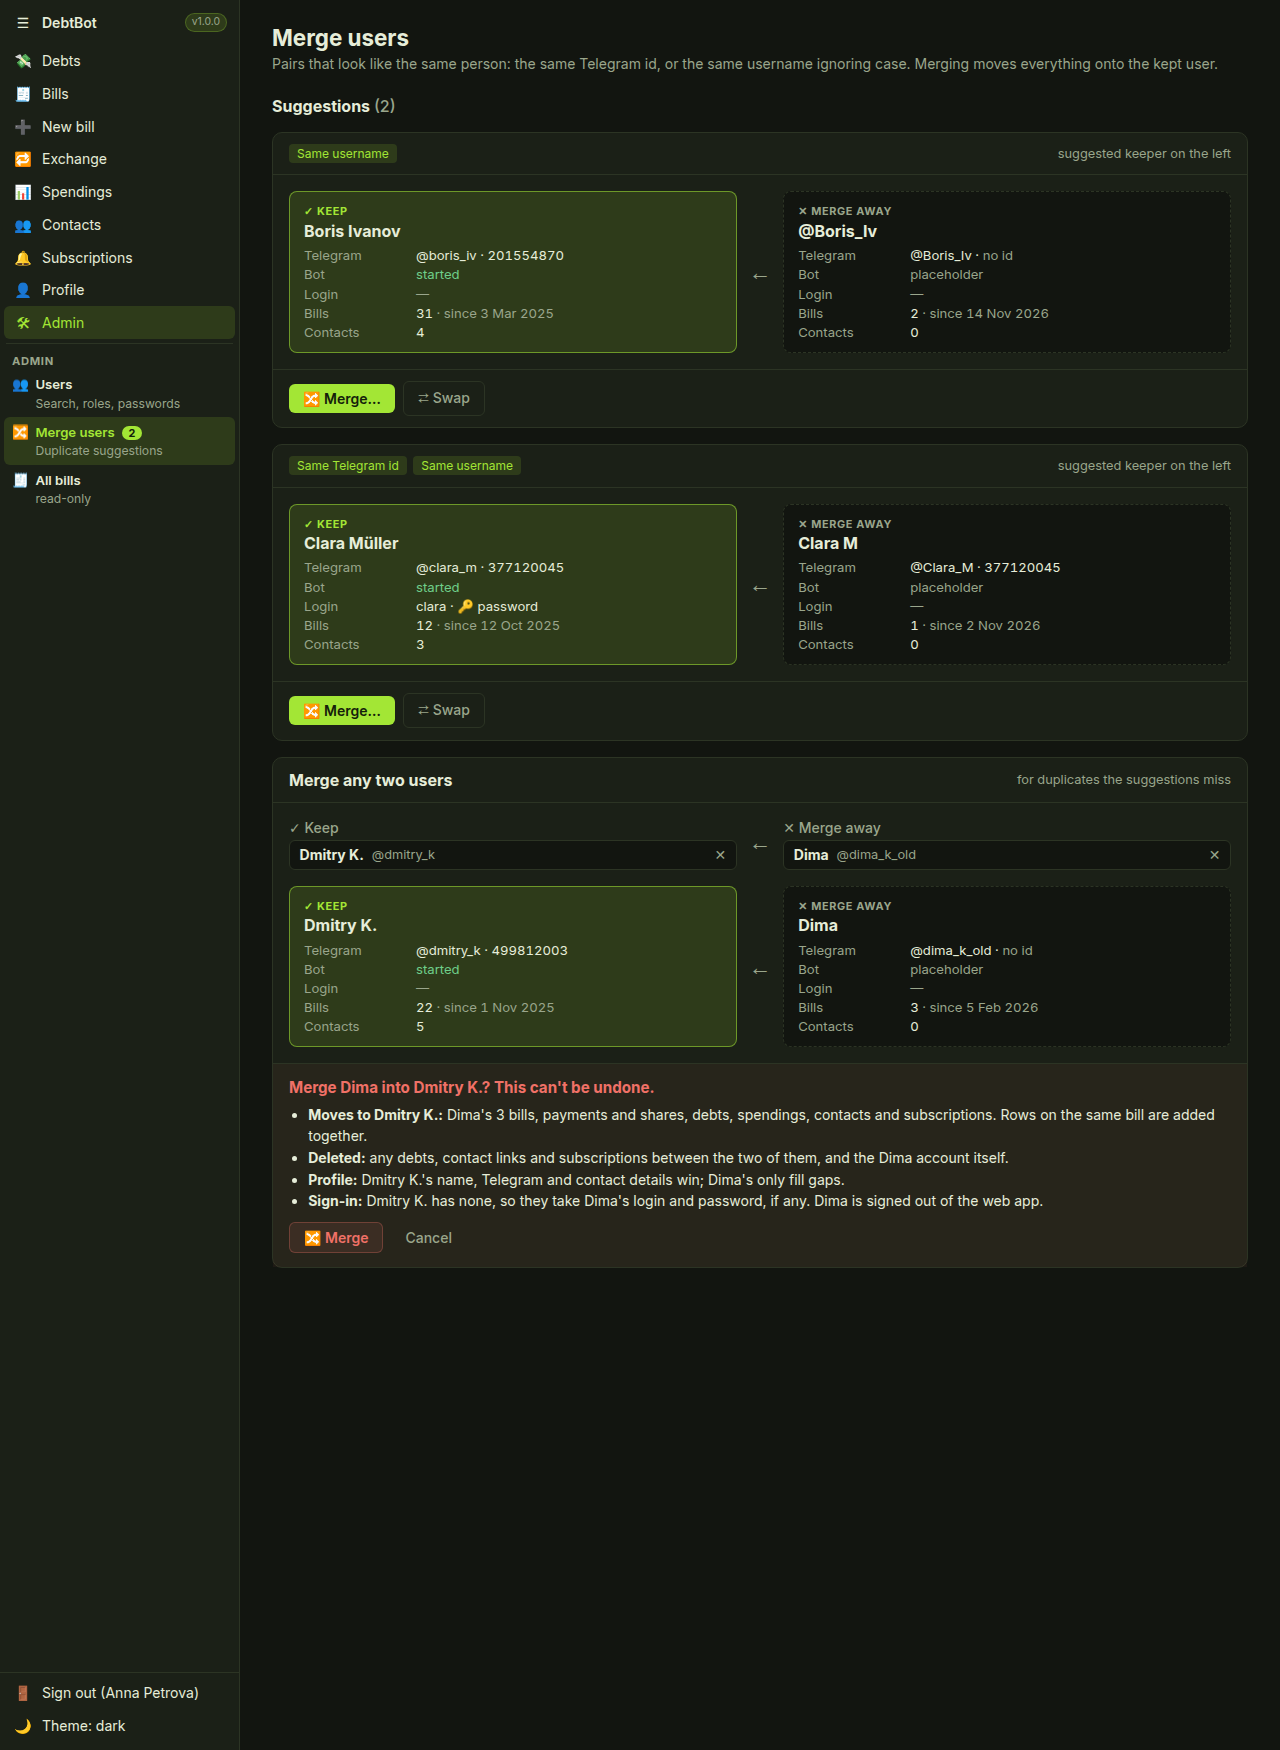 ☰ DebtBot v1.0.0
💸 Debts
🧾 Bills
➕ New bill
🔁 Exchange
📊 Spendings
👥 Contacts
🔔 Subscriptions
👤 Profile
🛠 Admin
ADMIN
👥 Users
Search, roles, passwords
🔀 Merge users 2
Duplicate suggestions
🧾 All bills
read-only
🚪 Sign out (Anna Petrova)
🌙 Theme: dark
Merge users
Pairs that look like the same person: the same Telegram id, or the same username ignoring case. Merging moves everything onto the kept user.
Suggestions (2)
Same username suggested keeper on the left
✓ KEEP
Boris Ivanov
Telegram @boris_iv · 201554870
Bot started
Login —
Bills 31 · since 3 Mar 2025
Contacts 4
←
✕ MERGE AWAY
@Boris_Iv
Telegram @Boris_Iv · no id
Bot placeholder
Login —
Bills 2 · since 14 Nov 2026
Contacts 0
🔀 Merge... ⇄ Swap
Same Telegram id Same username suggested keeper on the left
✓ KEEP
Clara Müller
Telegram @clara_m · 377120045
Bot started
Login clara · 🔑 password
Bills 12 · since 12 Oct 2025
Contacts 3
←
✕ MERGE AWAY
Clara M
Telegram @Clara_M · 377120045
Bot placeholder
Login —
Bills 1 · since 2 Nov 2026
Contacts 0
🔀 Merge... ⇄ Swap
Merge any two users for duplicates the suggestions miss
✓ Keep
Dmitry K. @dmitry_k ✕
←
✕ Merge away
Dima @dima_k_old ✕
✓ KEEP
Dmitry K.
Telegram @dmitry_k · 499812003
Bot started
Login —
Bills 22 · since 1 Nov 2025
Contacts 5
←
✕ MERGE AWAY
Dima
Telegram @dima_k_old · no id
Bot placeholder
Login —
Bills 3 · since 5 Feb 2026
Contacts 0
Merge Dima into Dmitry K.? This can't be undone.
• Moves to Dmitry K.: Dima's 3 bills, payments and shares, debts, spendings, contacts and subscriptions. Rows on the same bill are added
together.
• Deleted: any debts, contact links and subscriptions between the two of them, and the Dima account itself.
• Profile: Dmitry K.'s name, Telegram and contact details win; Dima's only fill gaps.
• Sign-in: Dmitry K. has none, so they take Dima's login and password, if any. Dima is signed out of the web app.
🔀 Merge Cancel